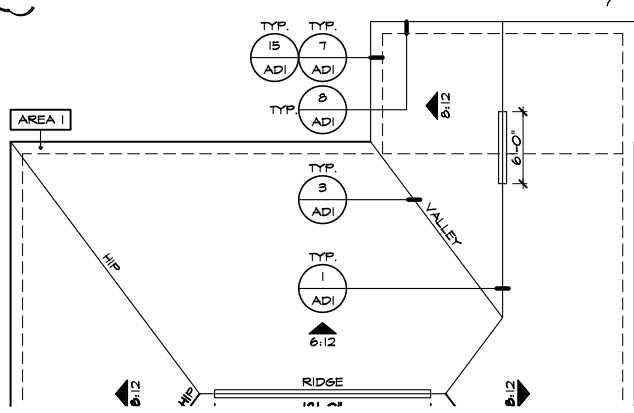 TYP. TYP.
15 7
ADI ADI
8
TYP. ADI
8:12
AREA 1
6'-0"
TYP.
3
ADI
VALLEY
HIP
TYP.
1
ADI
6:12
RIDGE
8:12
HIP
8:12